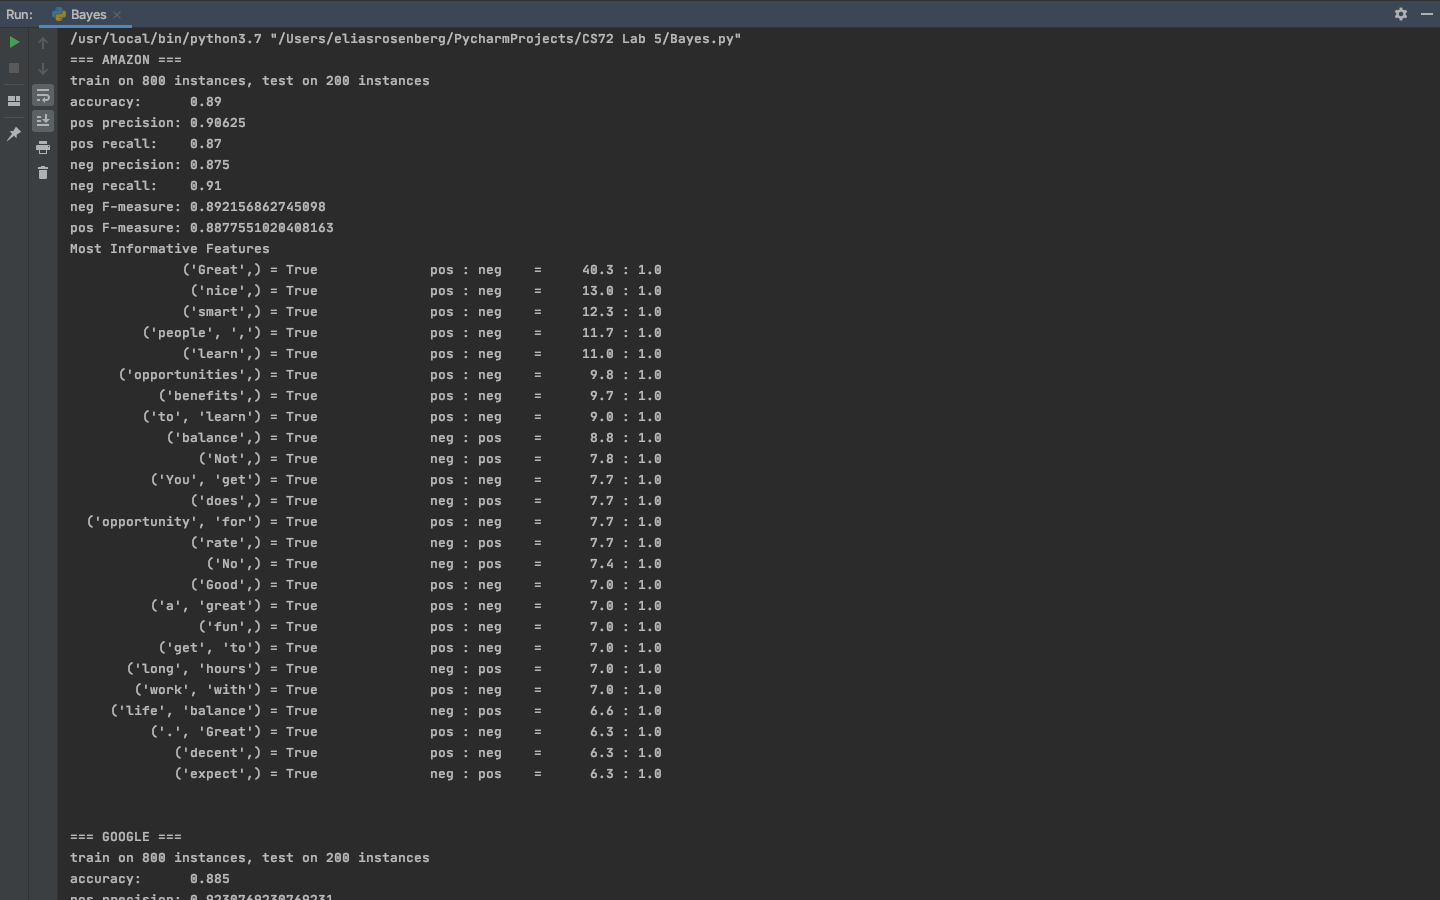 Run: Bayes
/usr/local/bin/python3.7 "/Users/eliasrosenberg/PycharmProjects/CS72 Lab 5/Bayes.py"
=== AMAZON ===
train on 800 instances, test on 200 instances
accuracy: 0.89
pos precision: 0.90625
pos recall: 0.87
neg precision: 0.875
neg recall: 0.91
neg F-measure: 0.892156862745098
pos F-measure: 0.8877551020408163
Most Informative Features
('Great',) = True pos : neg = 40.3 : 1.0
('nice',) = True pos : neg = 13.0 : 1.0
('smart',) = True pos : neg = 12.3 : 1.0
('people', ',') = True pos : neg = 11.7 : 1.0
('learn',) = True pos : neg = 11.0 : 1.0
('opportunities',) = True pos : neg = 9.8 : 1.0
('benefits',) = True pos : neg = 9.7 : 1.0
('to', 'learn') = True pos : neg = 9.0 : 1.0
('balance',) = True neg : pos = 8.8 : 1.0
('Not',) = True neg : pos = 7.8 : 1.0
('You', 'get') = True pos : neg = 7.7 : 1.0
('does',) = True neg : pos = 7.7 : 1.0
('opportunity', 'for') = True pos : neg = 7.7 : 1.0
('rate',) = True neg : pos = 7.7 : 1.0
('No',) = True neg : pos = 7.4 : 1.0
('Good',) = True pos : neg = 7.0 : 1.0
('a', 'great') = True pos : neg = 7.0 : 1.0
('fun',) = True pos : neg = 7.0 : 1.0
('get', 'to') = True pos : neg = 7.0 : 1.0
('long', 'hours') = True neg : pos = 7.0 : 1.0
('work', 'with') = True pos : neg = 7.0 : 1.0
('life', 'balance') = True neg : pos = 6.6 : 1.0
('.', 'Great') = True pos : neg = 6.3 : 1.0
('decent',) = True pos : neg = 6.3 : 1.0
('expect',) = True neg : pos = 6.3 : 1.0
=== GOOGLE ===
train on 800 instances, test on 200 instances
accuracy: 0.885
pos precision: 0.9230769230769231